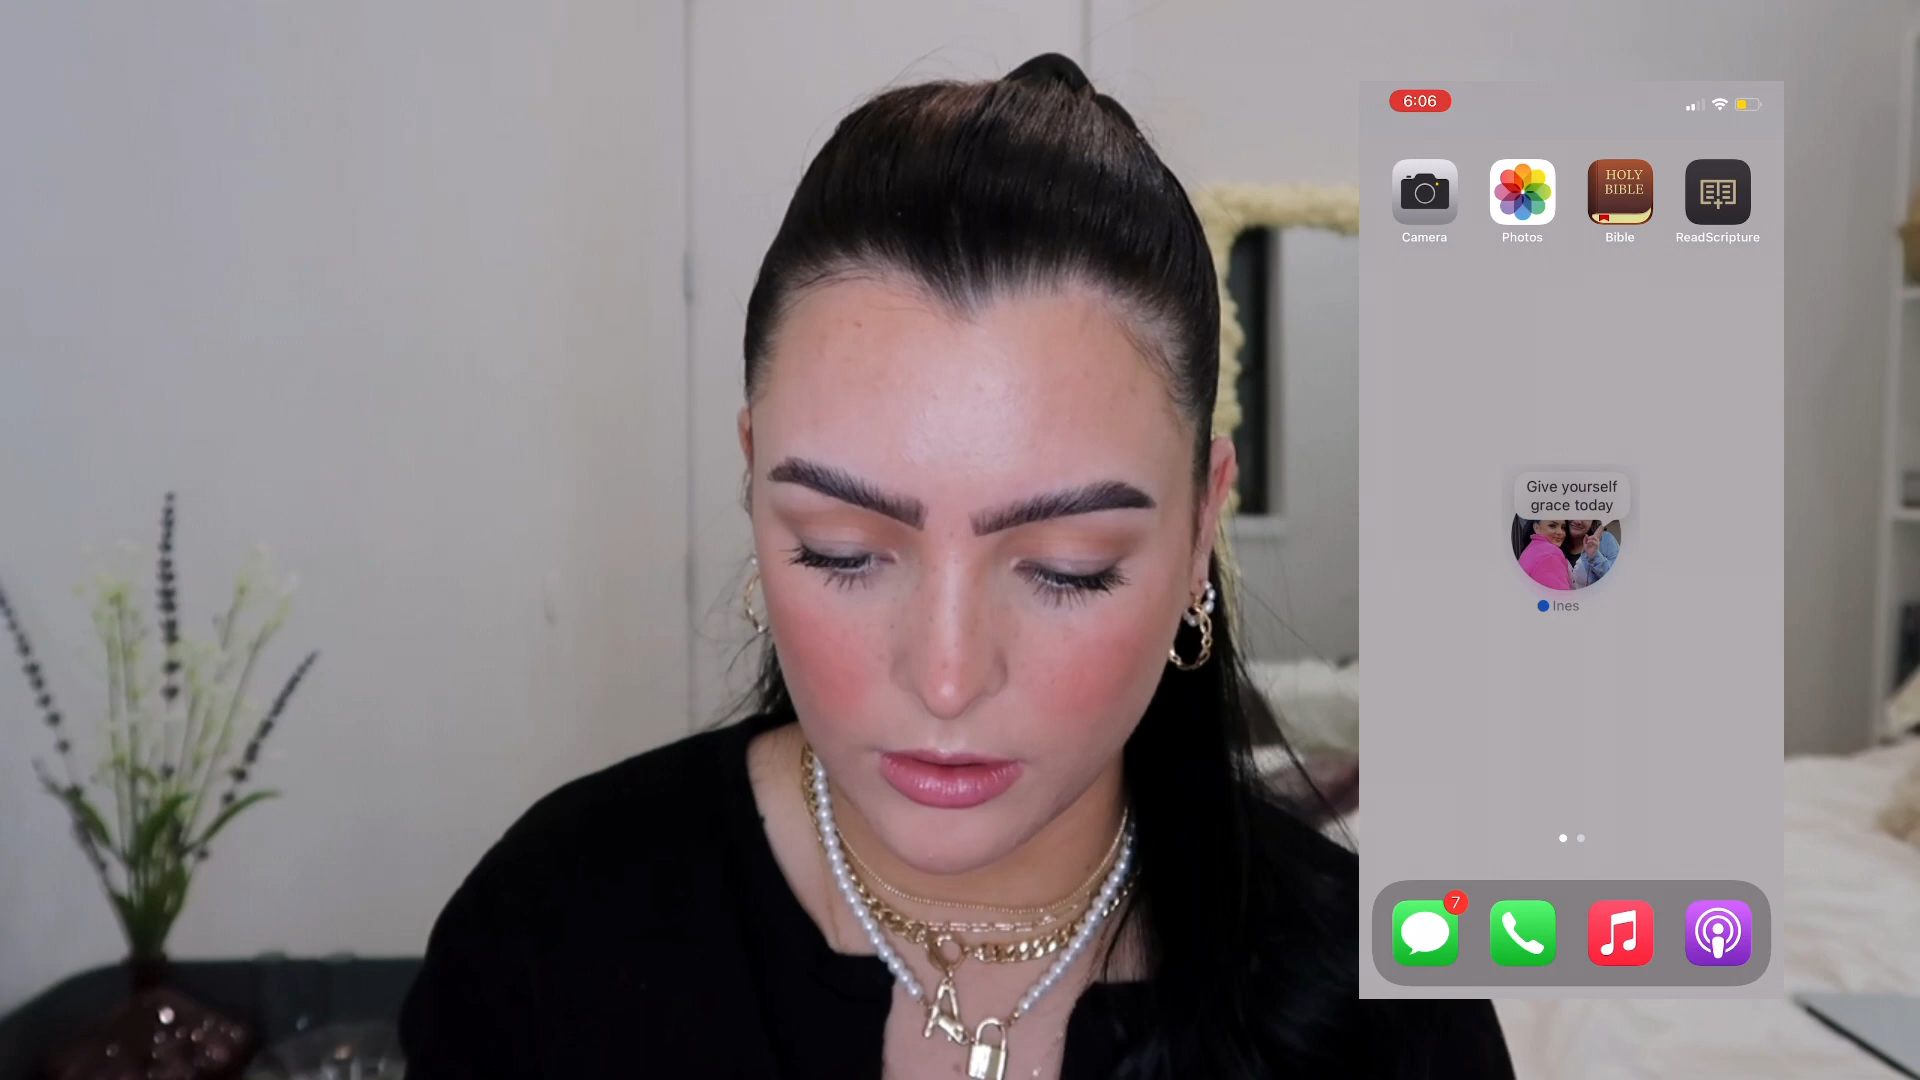 6:06
HOLY
BIBLE
Camera
Photos
Bible
ReadScripture
Give yourself
grace today
Ines
7
A